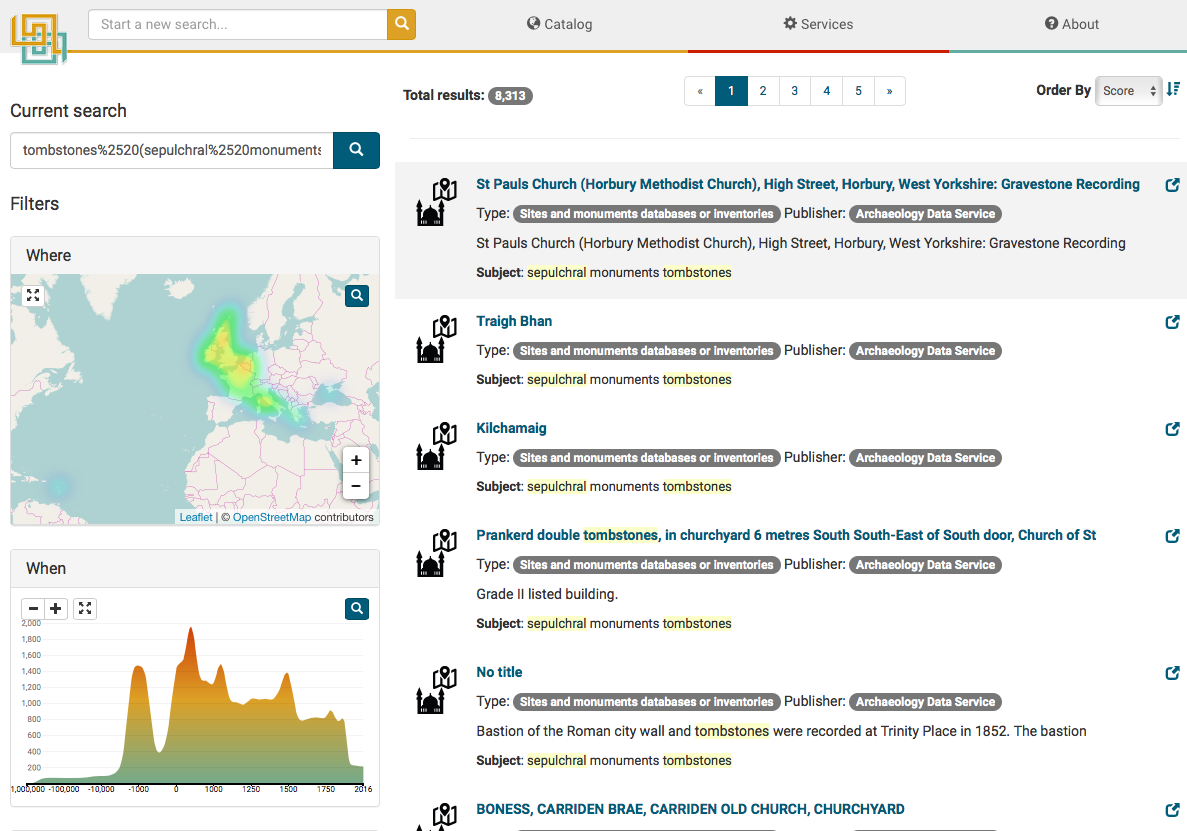 Start a new search...
Catalog
Services
About
Current search
tombstones%2520(sepulchral%2520monuments
Filters
Where
+
−
Leaflet | © OpenStreetMap contributors
When
− +
2,000
1,800
1,600
1,400
1,200
1,000
800
600
400
200
1,000,000 -100,000 -10,000 -1000 0 1000 1250 1500 1750 2016
Total results: 8,313
« 1 2 3 4 5 »
Order By Score
St Pauls Church (Horbury Methodist Church), High Street, Horbury, West Yorkshire: Gravestone Recording
Type: Sites and monuments databases or inventories Publisher: Archaeology Data Service
St Pauls Church (Horbury Methodist Church), High Street, Horbury, West Yorkshire: Gravestone Recording
Subject: sepulchral monuments tombstones
Traigh Bhan
Type: Sites and monuments databases or inventories Publisher: Archaeology Data Service
Subject: sepulchral monuments tombstones
Kilchamaig
Type: Sites and monuments databases or inventories Publisher: Archaeology Data Service
Subject: sepulchral monuments tombstones
Prankerd double tombstones, in churchyard 6 metres South South-East of South door, Church of St
Type: Sites and monuments databases or inventories Publisher: Archaeology Data Service
Grade II listed building.
Subject: sepulchral monuments tombstones
No title
Type: Sites and monuments databases or inventories Publisher: Archaeology Data Service
Bastion of the Roman city wall and tombstones were recorded at Trinity Place in 1852. The bastion
Subject: sepulchral monuments tombstones
BONESS, CARRIDEN BRAE, CARRIDEN OLD CHURCH, CHURCHYARD